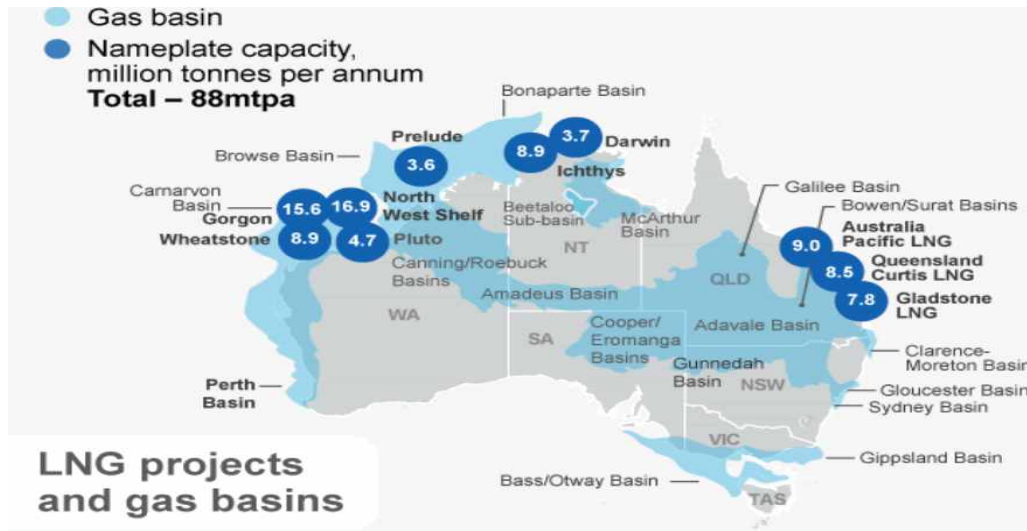 Gas basin
Nameplate capacity,
million tonnes per annum
Total – 88mtpa
Bonaparte Basin
Prelude
3.6
8.9
3.7
Darwin
Ichthys
Browse Basin
Carnarvon
Basin
Gorgon
15.6
16.9
North
West Shelf
Wheatstone
8.9
4.7
Pluto
Beetaloo
Sub-basin
McArthur
Basin
Galilee Basin
Bowen/Surat Basins
9.0
Australia
Pacific LNG
8.5
Queensland
Curtis LNG
7.8
Gladstone
LNG
NT
QLD
Canning/Roebuck
Basins
Amadeus Basin
WA
SA
Cooper/
Eromanga
Basins
Adavale Basin
Gunnedah
Basin
NSW
Clarence-
Moreton Basin
Gloucester Basin
Sydney Basin
Perth
Basin
VIC
Gippsland Basin
Bass/Otway Basin
TAS
LNG projects
and gas basins